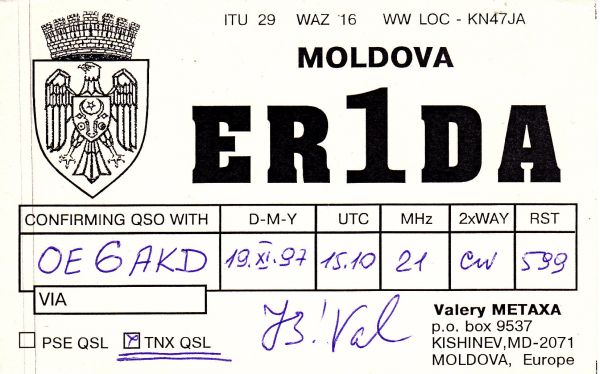 ITU 29 WAZ 16 WW LOC - KN47JA
MOLDOVA
ER1DA
CONFIRMING QSO WITH D-M-Y UTC MHz 2xWAY RST
OE6AKD 19.XI.97 15.10 21 CW 599
VIA
PSE QSL TNX QSL
73! Val
Valery METAXA
p.o. box 9537
KISHINEV,MD-2071
MOLDOVA, Europe